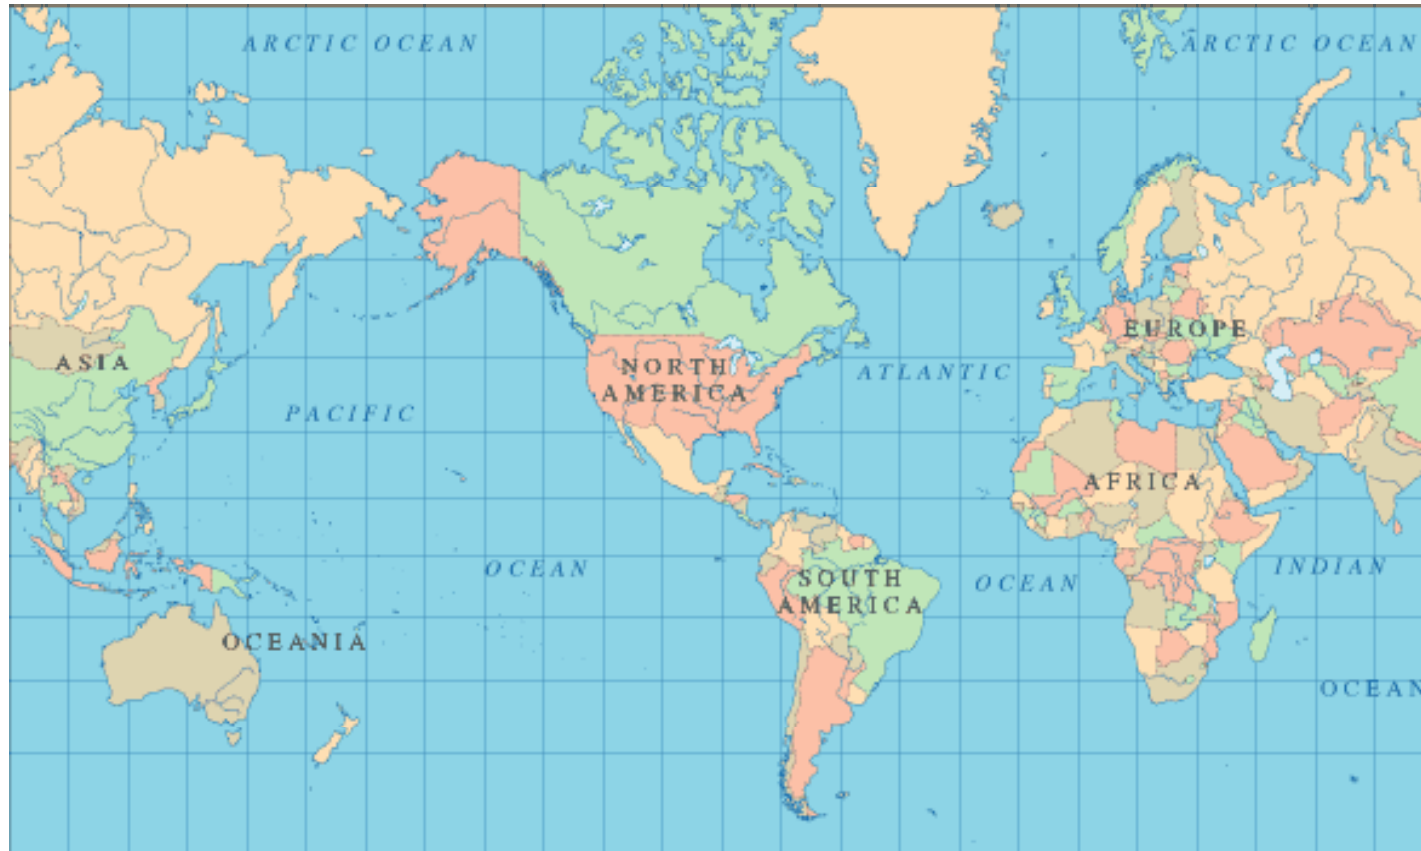 ARCTIC OCEAN
ARCTIC OCEAN
EUROPE
ASIA
NORTH
AMERICA
ATLANTIC
PACIFIC
AFRICA
OCEAN
SOUTH
AMERICA
OCEAN
INDIAN
OCEANIA
OCEAN